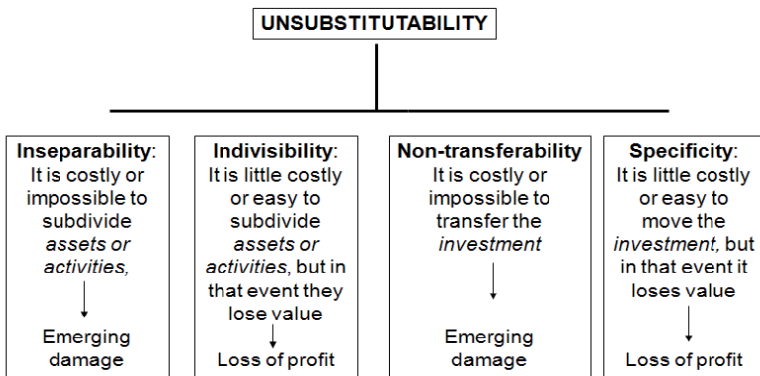 UNSUBSTITUTABILITY
Inseparability:
It is costly or
impossible to
subdivide
assets or
activities,
Emerging
damage
Indivisibility:
It is little costly
or easy to
subdivide
assets or
activities, but in
that event they
lose value
Loss of profit
Non-transferability
It is costly or
impossible to
transfer the
investment
Emerging
damage
Specificity:
It is little costly
or easy to
move the
investment, but
in that event it
loses value
Loss of profit